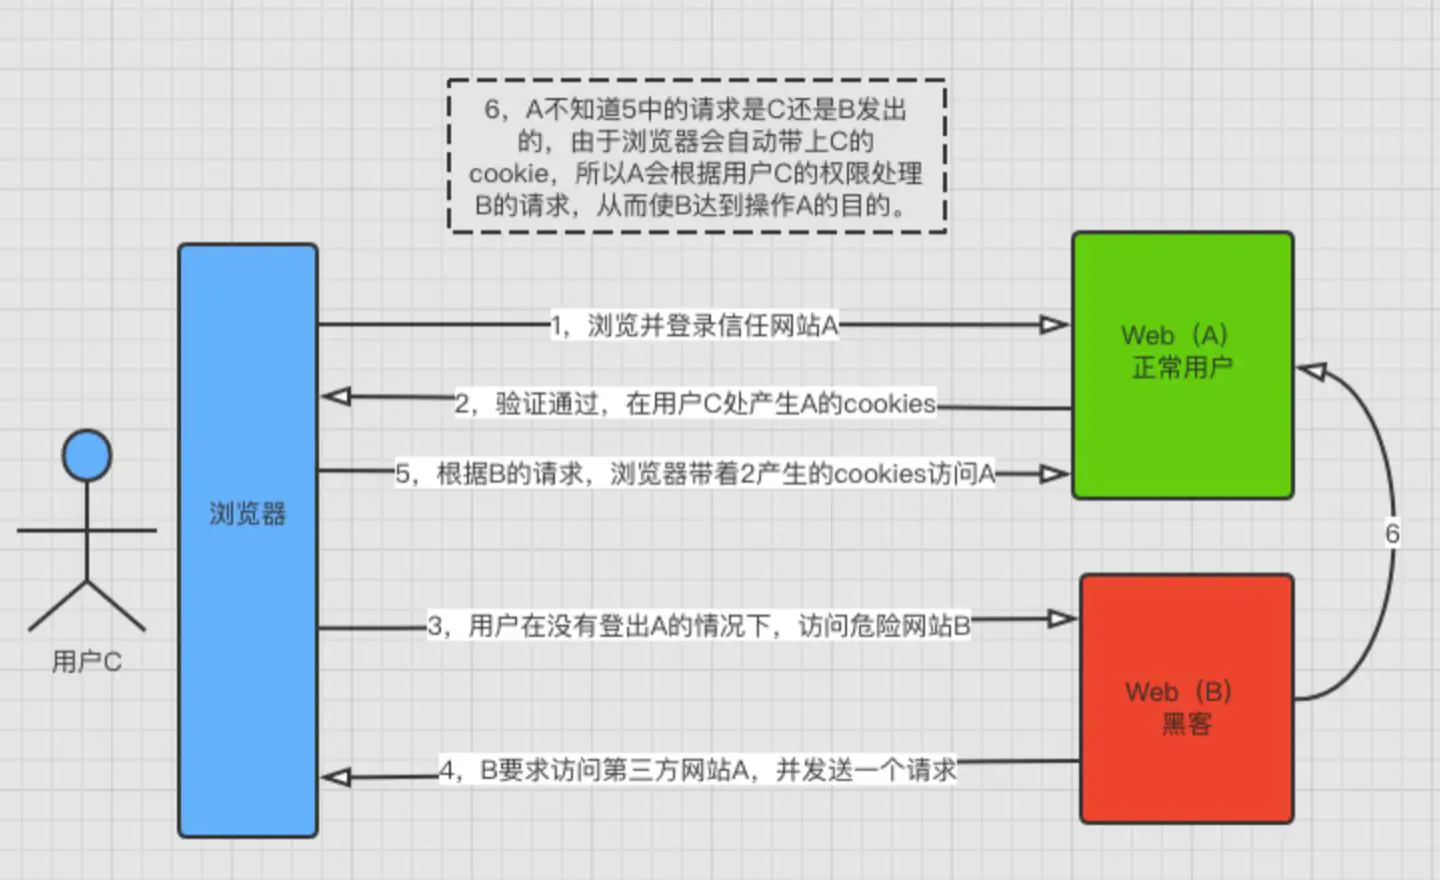 6，A不知道5中的请求是C还是B发出
的，由于浏览器会自动带上C的
cookie，所以A会根据用户C的权限处理
B的请求，从而使B达到操作A的目的。
1，浏览并登录信任网站A
Web（A）
正常用户
2，验证通过，在用户C处产生A的cookies
5，根据B的请求，浏览器带着2产生的cookies访问A
浏览器
6
3，用户在没有登出A的情况下，访问危险网站B
用户C
Web（B）
黑客
4，B要求访问第三方网站A，并发送一个请求